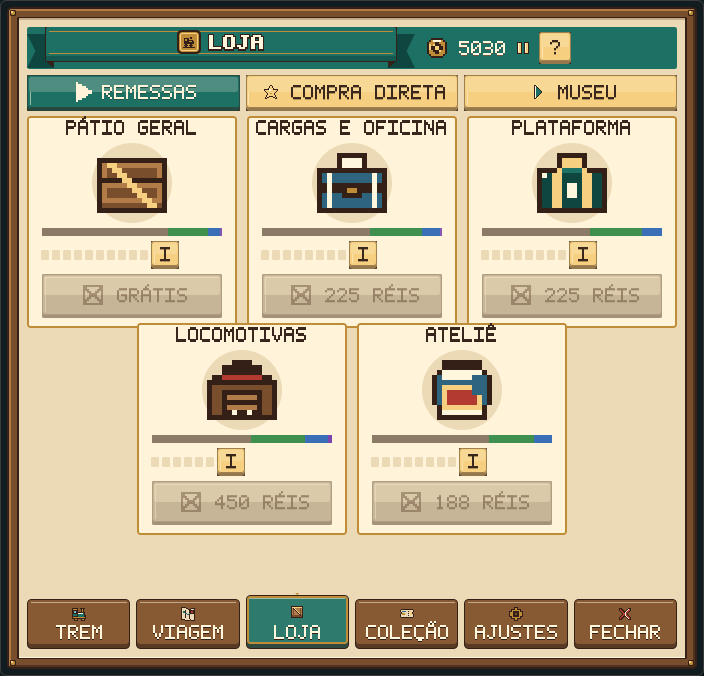 LOJA
5030
?
REMESSAS
COMPRA DIRETA
MUSEU
PÁTIO GERAL
CARGAS E OFICINA
PLATAFORMA
I
I
I
GRÁTIS
225 RÉIS
225 RÉIS
LOCOMOTIVAS
ATELIÊ
I
I
450 RÉIS
188 RÉIS
TREM
VIAGEM
LOJA
COLEÇÃO
AJUSTES
FECHAR